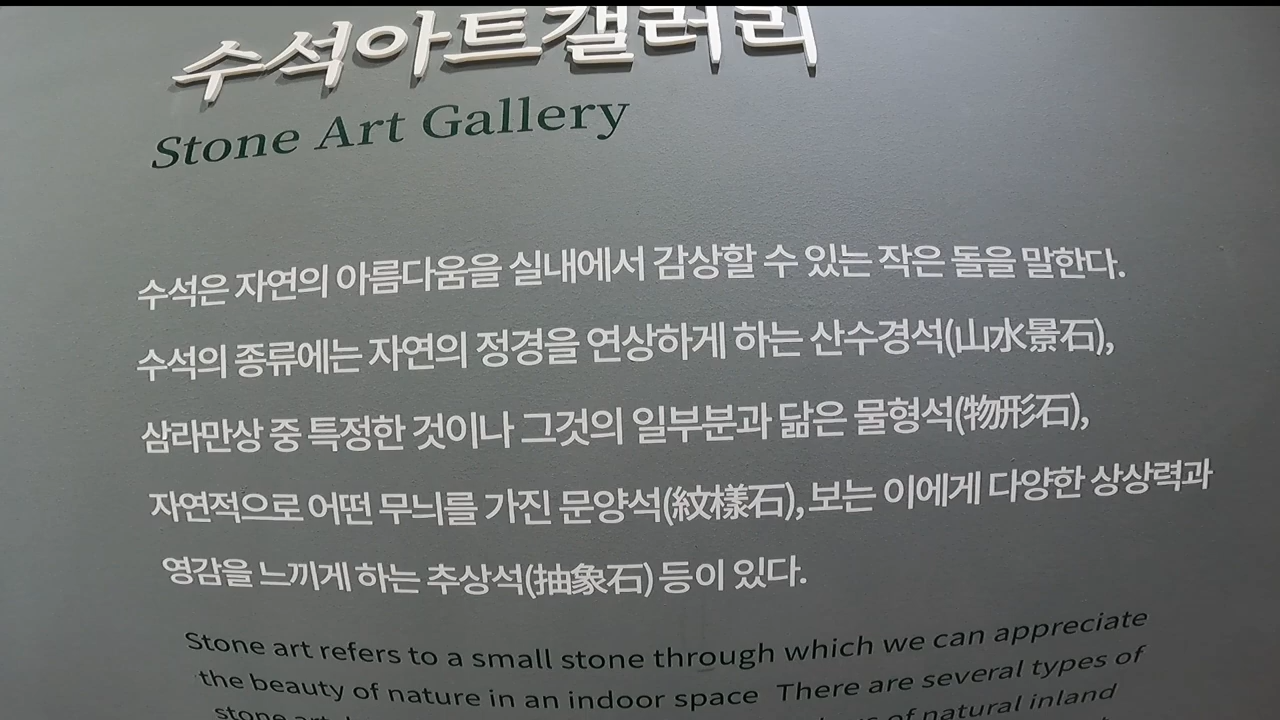 수석아트갤러리
Stone Art Gallery
수석은 자연의 아름다움을 실내에서 감상할 수 있는 작은 돌을 말한다.
수석의 종류에는 자연의 정경을 연상하게 하는 산수경석(山水景石),
삼라만상 중 특정한 것이나 그것의 일부분과 닮은 물형석(物形石),
자연적으로 어떤 무늬를 가진 문양석(紋樣石), 보는 이에게 다양한 상상력과
영감을 느끼게 하는 추상석(抽象石) 등이 있다.
Stone art refers to a small stone through which we can appreciate
the beauty of nature in an indoor space There are several types of
stone of natural inland